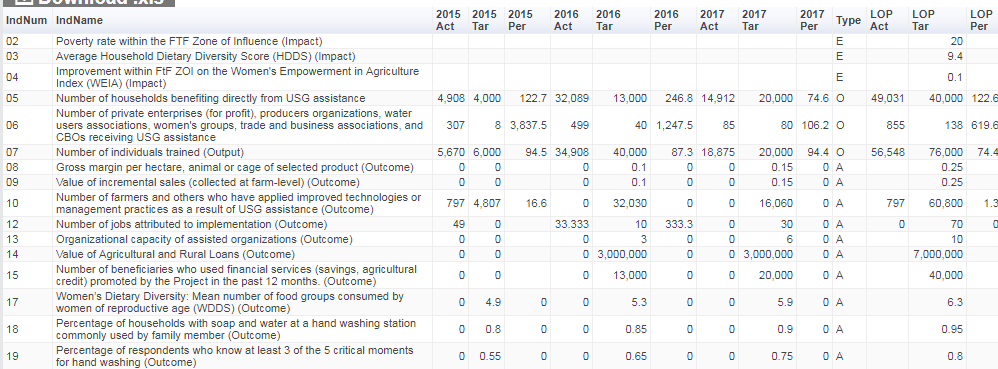 Download .xls
IndNum IndName 2015 Act 2015 Tar 2015 Per 2016 Act 2016 Tar 2016 Per 2017 Act 2017 Tar 2017 Per Type LOP Act LOP Tar LOP Per
02 Poverty rate within the FTF Zone of Influence (Impact) E 20
03 Average Household Dietary Diversity Score (HDDS) (Impact) E 9.4
04 Improvement within FtF ZOI on the Women's Empowerment in Agriculture Index (WEIA) (Impact) E 0.1
05 Number of households benefiting directly from USG assistance 4,908 4,000 122.7 32,089 13,000 246.8 14,912 20,000 74.6 O 49,031 40,000 122.6
06 Number of private enterprises (for profit), producers organizations, water users associations, women's groups, trade and business associations, and CBOs receiving USG assistance 307 8 3,837.5 499 40 1,247.5 85 80 106.2 O 855 138 619.6
07 Number of individuals trained (Output) 5,670 6,000 94.5 34,908 40,000 87.3 18,875 20,000 94.4 O 56,548 76,000 74.4
08 Gross margin per hectare, animal or cage of selected product (Outcome) 0 0 0 0.1 0 0.15 0 A 0.25
09 Value of incremental sales (collected at farm-level) (Outcome) 0 0 0 0.1 0 0.15 0 A 0.25
10 Number of farmers and others who have applied improved technologies or management practices as a result of USG assistance (Outcome) 797 4,807 16.6 0 32,030 0 16,060 0 A 797 60,800 1.3
12 Number of jobs attributed to implementation (Outcome) 49 0 33.333 10 333.3 0 30 0 A 0 70 0
13 Organizational capacity of assisted organizations (Outcome) 0 0 0 3 0 6 0 A 10
14 Value of Agricultural and Rural Loans (Outcome) 0 0 0 3,000,000 0 3,000,000 0 A 7,000,000
15 Number of beneficiaries who used financial services (savings, agricultural credit) promoted by the Project in the past 12 months. (Outcome) 0 0 0 13,000 0 20,000 0 A 40,000
17 Women's Dietary Diversity: Mean number of food groups consumed by women of reproductive age (WDDS) (Outcome) 0 4.9 0 0 5.3 0 0 5.9 0 A 6.3
18 Percentage of households with soap and water at a hand washing station commonly used by family member (Outcome) 0 0.8 0 0 0.85 0 0 0.9 0 A 0.95
19 Percentage of respondents who know at least 3 of the 5 critical moments for hand washing (Outcome) 0 0.55 0 0 0.65 0 0 0.75 0 A 0.8